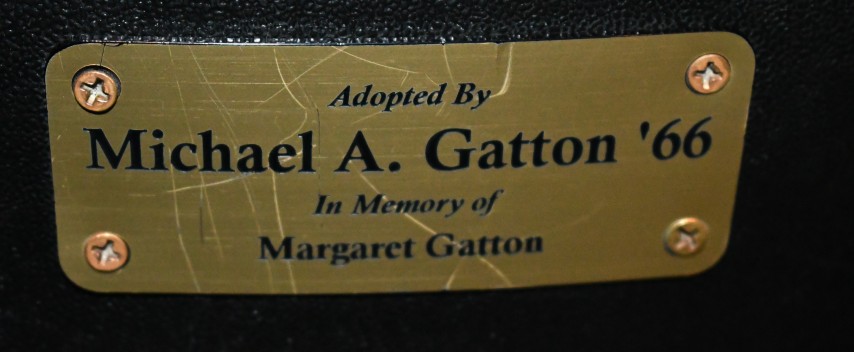 Adopted By
Michael A. Gatton '66
In Memory of
Margaret Gatton